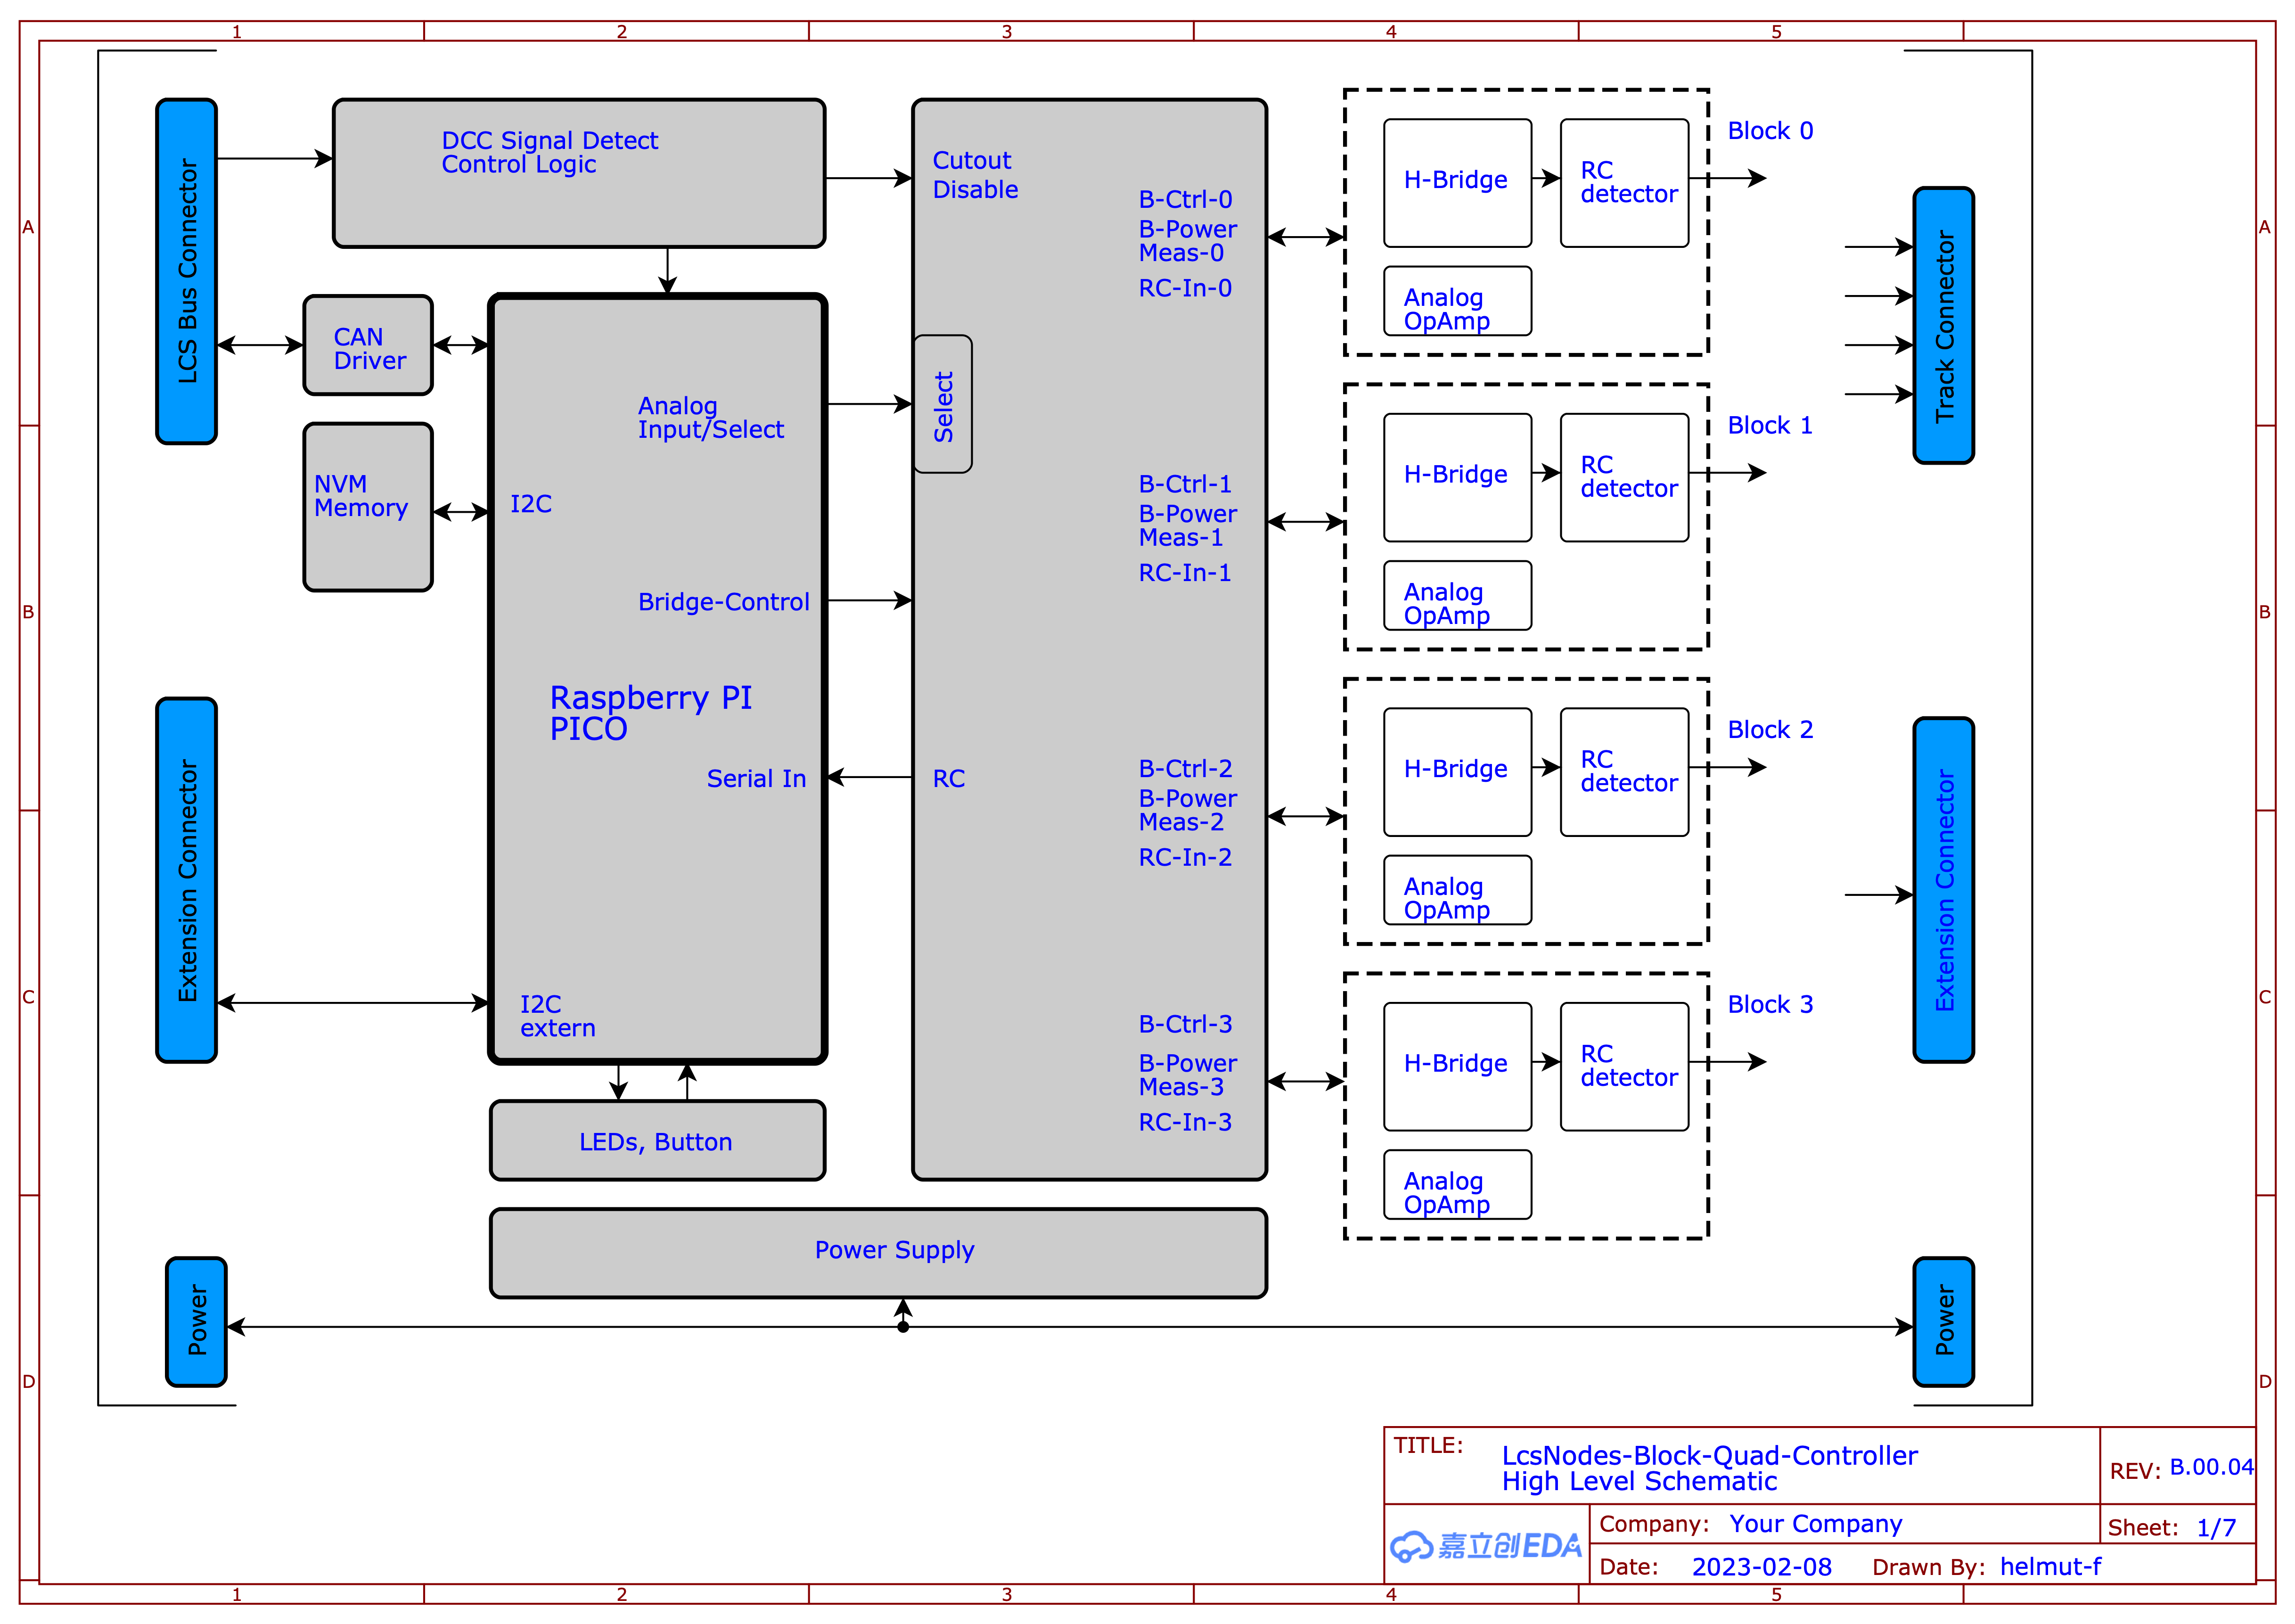 1
2
3
4
5
A
B
C
D
A
B
C
D
LCS Bus Connector
DCC Signal Detect
Control Logic
CAN
Driver
NVM
Memory
Extension Connector
Power
Analog
Input/Select
I2C
Bridge-Control
Raspberry PI
PICO
Serial In
I2C
extern
LEDs, Button
Power Supply
Cutout
Disable
Select
RC
B-Ctrl-0
B-Power
Meas-0
RC-In-0
B-Ctrl-1
B-Power
Meas-1
RC-In-1
B-Ctrl-2
B-Power
Meas-2
RC-In-2
B-Ctrl-3
B-Power
Meas-3
RC-In-3
Block 0
H-Bridge
RC
detector
Analog
OpAmp
Block 1
H-Bridge
RC
detector
Analog
OpAmp
Block 2
H-Bridge
RC
detector
Analog
OpAmp
Block 3
H-Bridge
RC
detector
Analog
OpAmp
Track Connector
Extension Connector
Power
TITLE:
LcsNodes-Block-Quad-Controller
High Level Schematic
REV: B.00.04
嘉立创EDA
Company: Your Company
Sheet: 1/7
Date: 2023-02-08 Drawn By: helmut-f
1
2
3
4
5